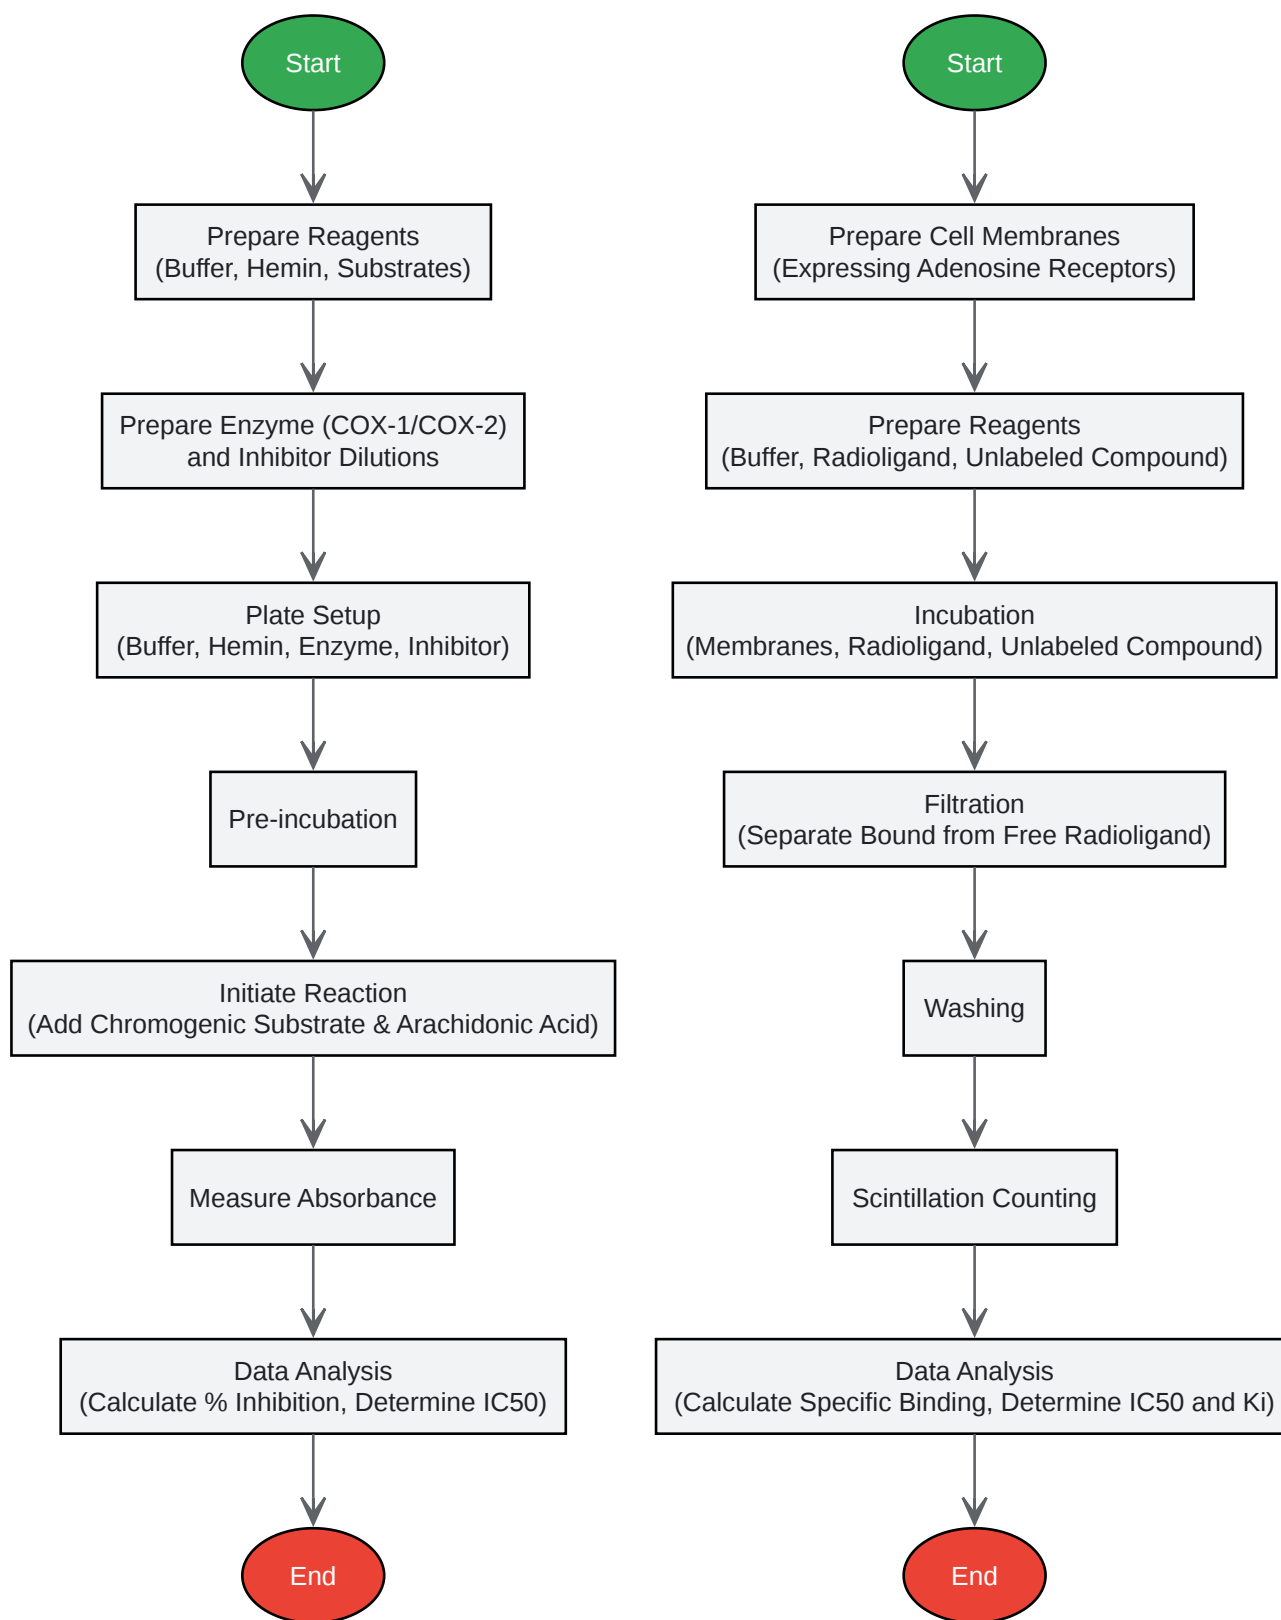 Start
Prepare Reagents
(Buffer, Hemin, Substrates)
Prepare Enzyme (COX-1/COX-2)
and Inhibitor Dilutions
Plate Setup
(Buffer, Hemin, Enzyme, Inhibitor)
Pre-incubation
Initiate Reaction
(Add Chromogenic Substrate & Arachidonic Acid)
Measure Absorbance
Data Analysis
(Calculate % Inhibition, Determine IC50)
End
Start
Prepare Cell Membranes
(Expressing Adenosine Receptors)
Prepare Reagents
(Buffer, Radioligand, Unlabeled Compound)
Incubation
(Membranes, Radioligand, Unlabeled Compound)
Filtration
(Separate Bound from Free Radioligand)
Washing
Scintillation Counting
Data Analysis
(Calculate Specific Binding, Determine IC50 and Ki)
End